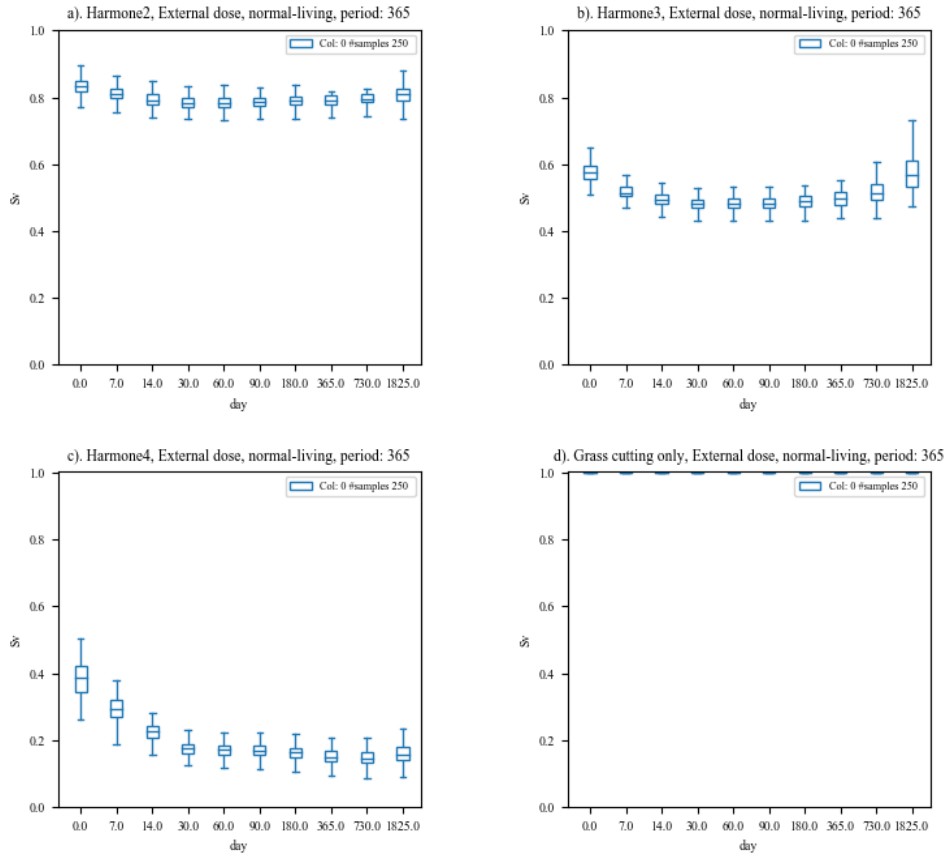 a). Harmone2, External dose, normal-living, period: 365
1.0
0.8
0.6
0.4
0.2
0.0
Sv
Col: 0 #samples 250
0.0 7.0 14.0 30.0 60.0 90.0 180.0 365.0 730.0 1825.0
day
b). Harmone3, External dose, normal-living, period: 365
1.0
0.8
0.6
0.4
0.2
0.0
Sv
Col: 0 #samples 250
0.0 7.0 14.0 30.0 60.0 90.0 180.0 365.0 730.0 1825.0
day
c). Harmone4, External dose, normal-living, period: 365
1.0
0.8
0.6
0.4
0.2
0.0
Sv
Col: 0 #samples 250
0.0 7.0 14.0 30.0 60.0 90.0 180.0 365.0 730.0 1825.0
day
d). Grass cutting only, External dose, normal-living, period: 365
1.0
0.8
0.6
0.4
0.2
0.0
Sv
Col: 0 #samples 250
0.0 7.0 14.0 30.0 60.0 90.0 180.0 365.0 730.0 1825.0
day